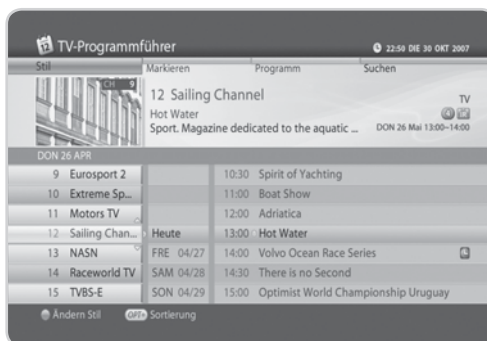 12 TV-Programmführer 22:50 DIE 30 OKT 2007
Stil Markieren Programm Suchen
CH 9
12 Sailing Channel
TV
Hot Water
Sport. Magazine dedicated to the aquatic ... DON 26 Mai 13:00~14:00
DON 26 APR
9 Eurosport 2 10:30 Spirit of Yachting
10 Extreme Sp... 11:00 Boat Show
11 Motors TV 12:00 Adriatica
12 Sailing Chan... Heute 13:00 Hot Water
13 NASN FRE 04/27 14:00 Volvo Ocean Race Series
14 Raceworld TV SAM 04/28 14:30 There is no Second
15 TVBS-E SON 04/29 15:00 Optimist World Championship Uruguay
Ändern Stil OPT+ Sortierung